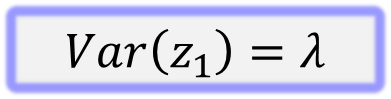 Var(z₁) = λ